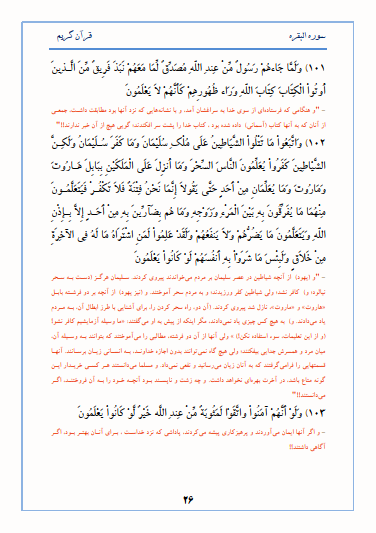 سوره البقره
قرآن کریم
۱۰۱) وَلَمَّا جَاءهُمْ رَسُولٌ مِّنْ عِندِ اللّهِ مُصَدِّقٌ لِّمَا مَعَهُمْ نَبَذَ فَرِيقٌ مِّنَ الَّذِينَ
أُوتُواْ الْكِتَابَ كِتَابَ اللّهِ وَرَاء ظُهُورِهِمْ كَأَنَّهُمْ لاَ يَعْلَمُونَ
- "و هنگامی که فرستاده‌ای از سوی خدا به سراغشان آمد، و با نشانه‌هایی که نزد آنها بود مطابقت داشت، جمعی
از آنان که به آنها کتاب (آسمانی) داده شده بود، کتاب خدا را پشت سر افکندند؛ گویی هیچ از آن خبر ندارند!!"
۱۰۲) وَاتَّبَعُواْ مَا تَتْلُواْ الشَّيَاطِينُ عَلَى مُلْكِ سُلَيْمَانَ وَمَا كَفَرَ سُلَيْمَانُ وَلَكِنَّ
الشَّيَاطِينَ كَفَرُواْ يُعَلِّمُونَ النَّاسَ السِّحْرَ وَمَا أُنزِلَ عَلَى الْمَلَكَيْنِ بِبَابِلَ هَارُوتَ
وَمَارُوتَ وَمَا يُعَلِّمَانِ مِنْ أَحَدٍ حَتَّى يَقُولاَ إِنَّمَا نَحْنُ فِتْنَةٌ فَلاَ تَكْفُرْ فَيَتَعَلَّمُونَ
مِنْهُمَا مَا يُفَرِّقُونَ بِهِ بَيْنَ الْمَرْءِ وَزَوْجِهِ وَمَا هُم بِضَآرِّينَ بِهِ مِنْ أَحَدٍ إِلاَّ بِإِذْنِ
اللّهِ وَيَتَعَلَّمُونَ مَا يَضُرُّهُمْ وَلاَ يَنفَعُهُمْ وَلَقَدْ عَلِمُواْ لَمَنِ اشْتَرَاهُ مَا لَهُ فِي الآخِرَةِ
مِنْ خَلاَقٍ وَلَبِئْسَ مَا شَرَوْاْ بِهِ أَنفُسَهُمْ لَوْ كَانُواْ يَعْلَمُونَ
- "و (یهود) از آنچه شیاطین در عصر سلیمان بر مردم می‌خواندند پیروی کردند. سلیمان هرگز (دست به سحر
نیالود؛ و) کافر نشد؛ ولی شیاطین کفر ورزیدند؛ و به مردم سحر آموختند. و (نیز یهود) از آنچه بر دو فرشته بابل
«هاروت» و «ماروت»، نازل شد پیروی کردند. (آن دو، راه سحر کردن را، برای آشنایی با طرز ابطال آن، به مردم
یاد می‌دادند. و) به هیچ کس چیزی یاد نمی‌دادند، مگر اینکه از پیش به او می‌گفتند: «ما وسیله آزمایشیم کافر نشو!
(و از این تعلیمات، سوء استفاده نکن!)» ولی آنها از آن دو فرشته، مطالبی را می‌آموختند که بتوانند به وسیله آن،
میان مرد و همسرش جدایی بیفکنند؛ ولی هیچ گاه نمی‌توانند بدون اجازه خداوند، به انسانی زیان برسانند. آنها
قسمتهایی را فرامی‌گرفتند که به آنان زیان می‌رسانید و نفعی نمی‌داد. و مسلما می‌دانستند هر کسی خریدار این
گونه متاع باشد، در آخرت بهره‌ای نخواهد داشت. و چه زشت و ناپسند بود آنچه خود را به آن فروختند، اگر
می‌دانستند!!"
۱۰۳) وَلَوْ أَنَّهُمْ آمَنُواْ واتَّقَوْا لَمَثُوبَةٌ مِّنْ عِندِ اللَّه خَيْرٌ لَّوْ كَانُواْ يَعْلَمُونَ
- و اگر آنها ایمان می‌آوردند و پرهیزکاری پیشه می‌کردند، پاداشی که نزد خداست، برای آنان بهتر بود، اگر
آگاهی داشتند!!
۲۶